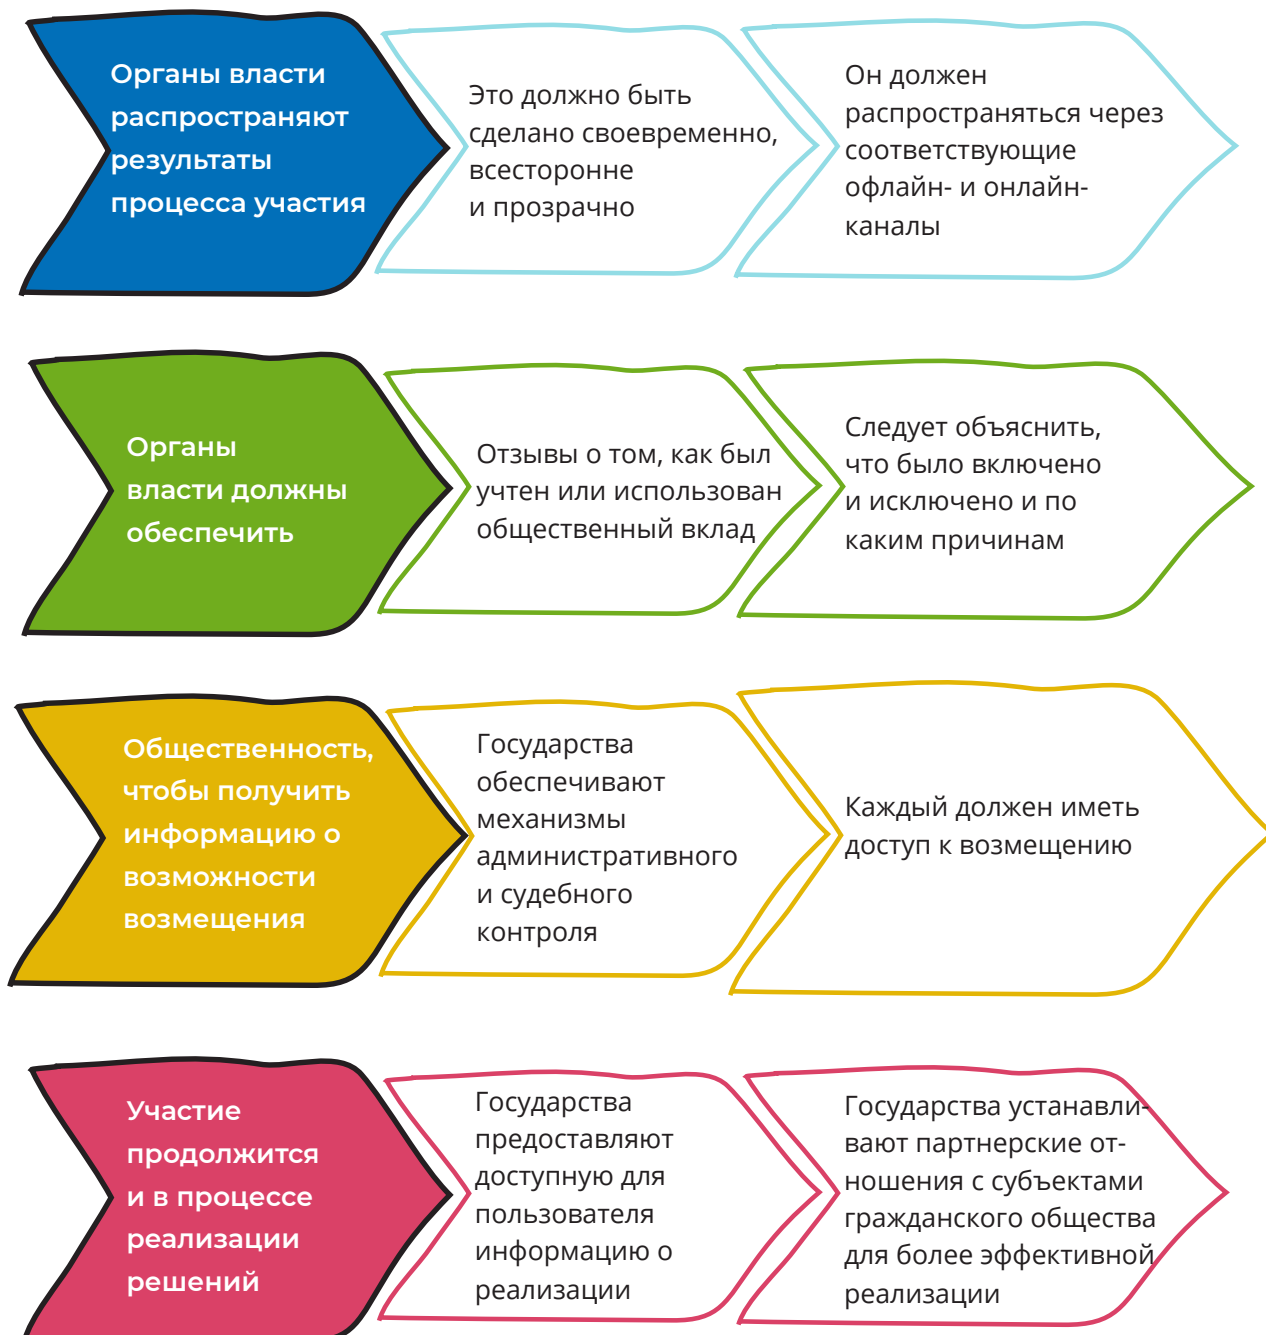 Органы власти
распространяют
результаты
процесса участия
Это должно быть
сделано своевременно,
всесторонне
и прозрачно
Он должен
распространяться через
соответствующие
офлайн- и онлайн-
каналы
Органы
власти должны
обеспечить
Отзывы о том, как был
учтен или использован
общественный вклад
Следует объяснить,
что было включено
и исключено и по
каким причинам
Общественность,
чтобы получить
информацию о
возможности
возмещения
Государства
обеспечивают
механизмы
административного
и судебного
контроля
Каждый должен иметь
доступ к возмещению
Участие
продолжится
и в процессе
реализации
решений
Государства
предоставляют
доступную для
пользователя
информацию о
реализации
Государства устанавли-
вают партнерские от-
ношения с субъектами
гражданского общества
для более эффективной
реализации